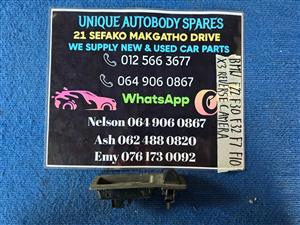 UNIQUE AUTOBODY SPARES
21 SEFAKO MAKGATHO DRIVE
WE SUPPLY NEW & USED CAR PARTS
012 566 3677
064 906 0867
WhatsApp
Nelson 064 906 0867
Ash 062 488 0820
Emy 076 173 0092
BMW F22 F30 F32 F7 F10
X5 REVERSE CAMERA